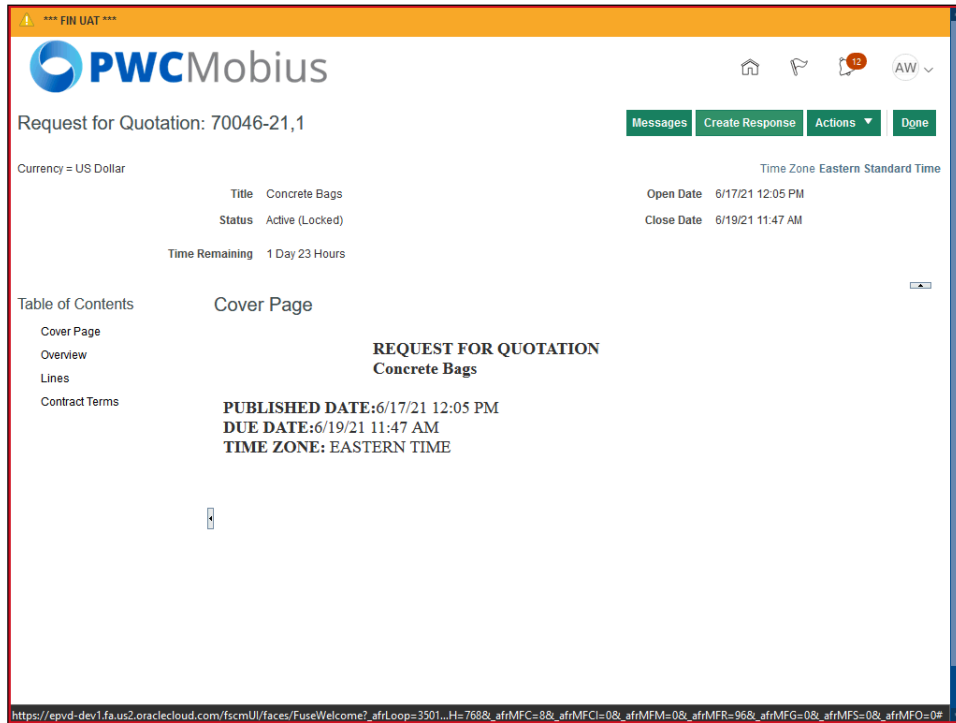 *** FIN UAT ***
PWCMobius
12
AW
Request for Quotation: 70046-21,1
Messages
Create Response
Actions
Done
Currency = US Dollar
Time Zone Eastern Standard Time
Title Concrete Bags
Open Date 6/17/21 12:05 PM
Status Active (Locked)
Close Date 6/19/21 11:47 AM
Time Remaining 1 Day 23 Hours
Table of Contents
Cover Page
Overview
Lines
Contract Terms
Cover Page
REQUEST FOR QUOTATION
Concrete Bags
PUBLISHED DATE:6/17/21 12:05 PM
DUE DATE:6/19/21 11:47 AM
TIME ZONE: EASTERN TIME
https://epvd-dev1.fa.us2.oraclecloud.com/fscmUI/faces/FuseWelcome?_afrLoop=3501...H=768&_afrMFC=8&_afrMFCI=0&_afrMFM=0&_afrMFR=96&_afrMFG=0&_afrMFS=0&_afrMFO=0#